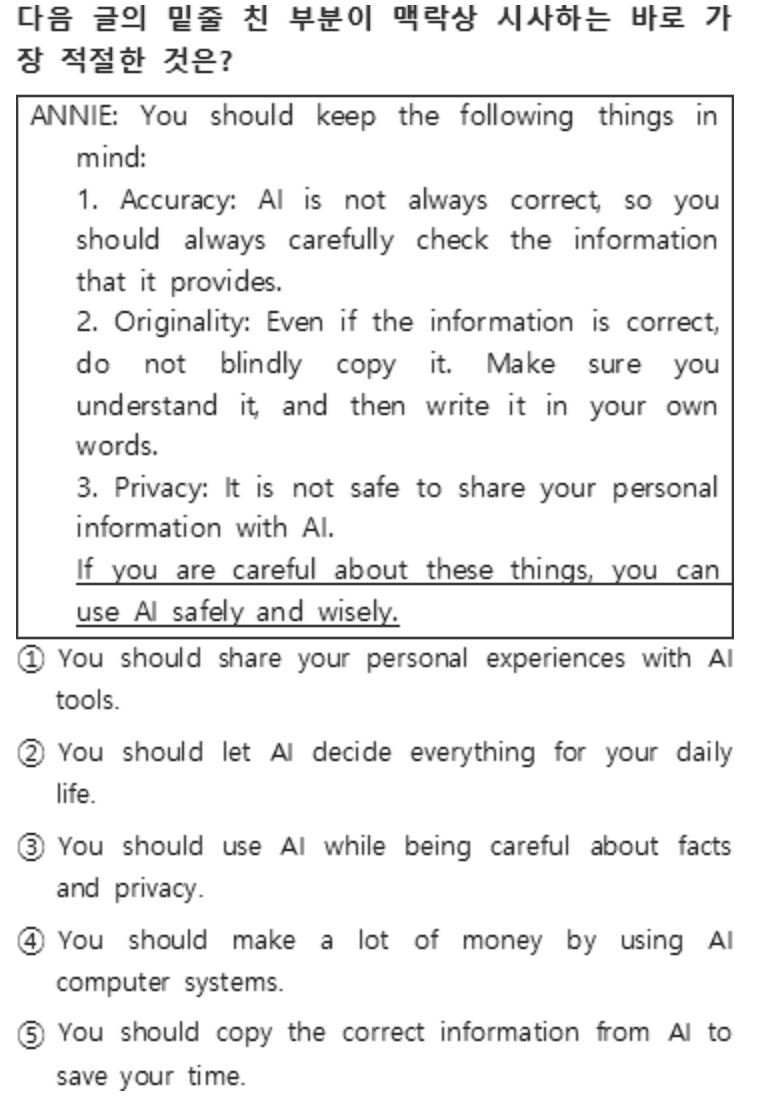 다음 글의 밑줄 친 부분이 맥락상 시사하는 바로 가
장 적절한 것은?
ANNIE: You should keep the following things in
mind:
1. Accuracy: AI is not always correct, so you
should always carefully check the information
that it provides.
2. Originality: Even if the information is correct,
do not blindly copy it. Make sure you
understand it, and then write it in your own
words.
3. Privacy: It is not safe to share your personal
information with AI.
If you are careful about these things, you can
use AI safely and wisely.
① You should share your personal experiences with AI
tools.
② You should let AI decide everything for your daily
life.
③ You should use AI while being careful about facts
and privacy.
④ You should make a lot of money by using AI
computer systems.
⑤ You should copy the correct information from AI to
save your time.